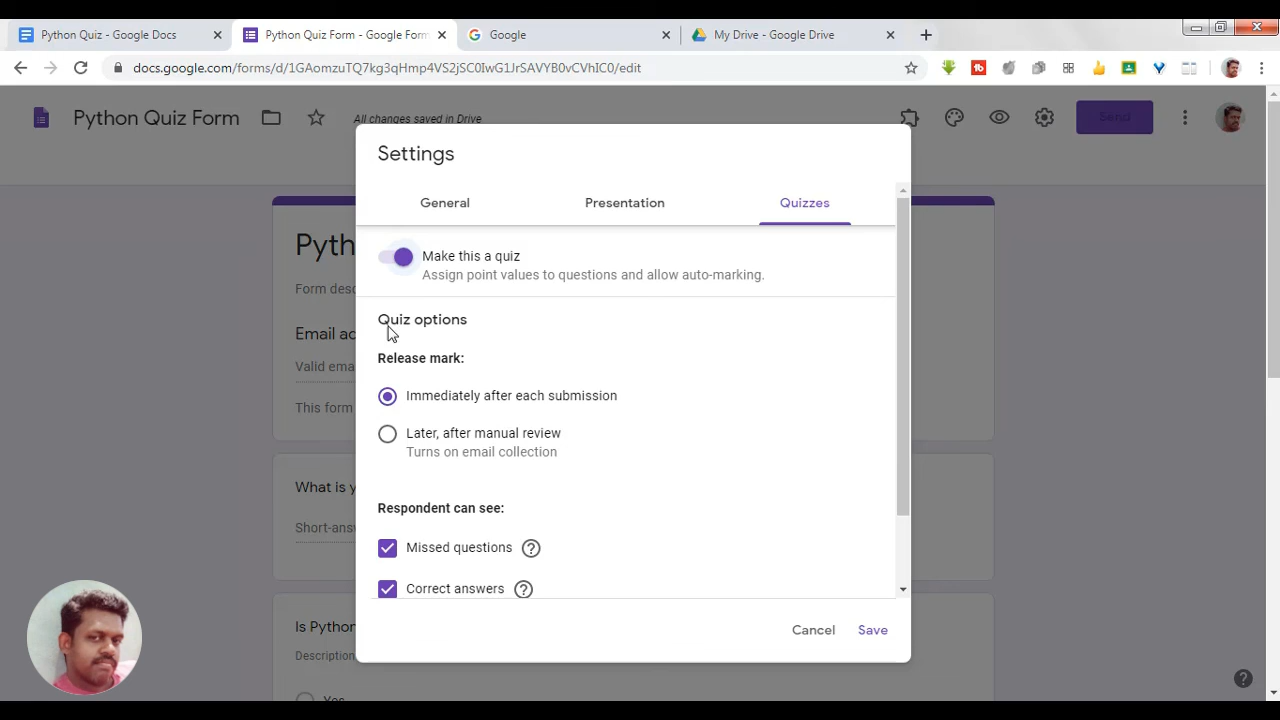 Python Quiz - Google Docs
Python Quiz Form - Google Form
Google
My Drive - Google Drive
docs.google.com/forms/d/1GAomzuTQ7kg3qHmp4VS2jSC0IwG1JrSAVYB0vCVhIC0/edit
Python Quiz Form
All changes saved in Drive
Send
Settings
General
Presentation
Quizzes
Pyth
Make this a quiz
Assign point values to questions and allow auto-marking.
Form des
Quiz options
Email ad
Release mark:
Valid ema
Immediately after each submission
This form
Later, after manual review
Turns on email collection
What is y
Respondent can see:
Short-ans
Missed questions
Correct answers
Is Python
Cancel
Save
Description
Yes